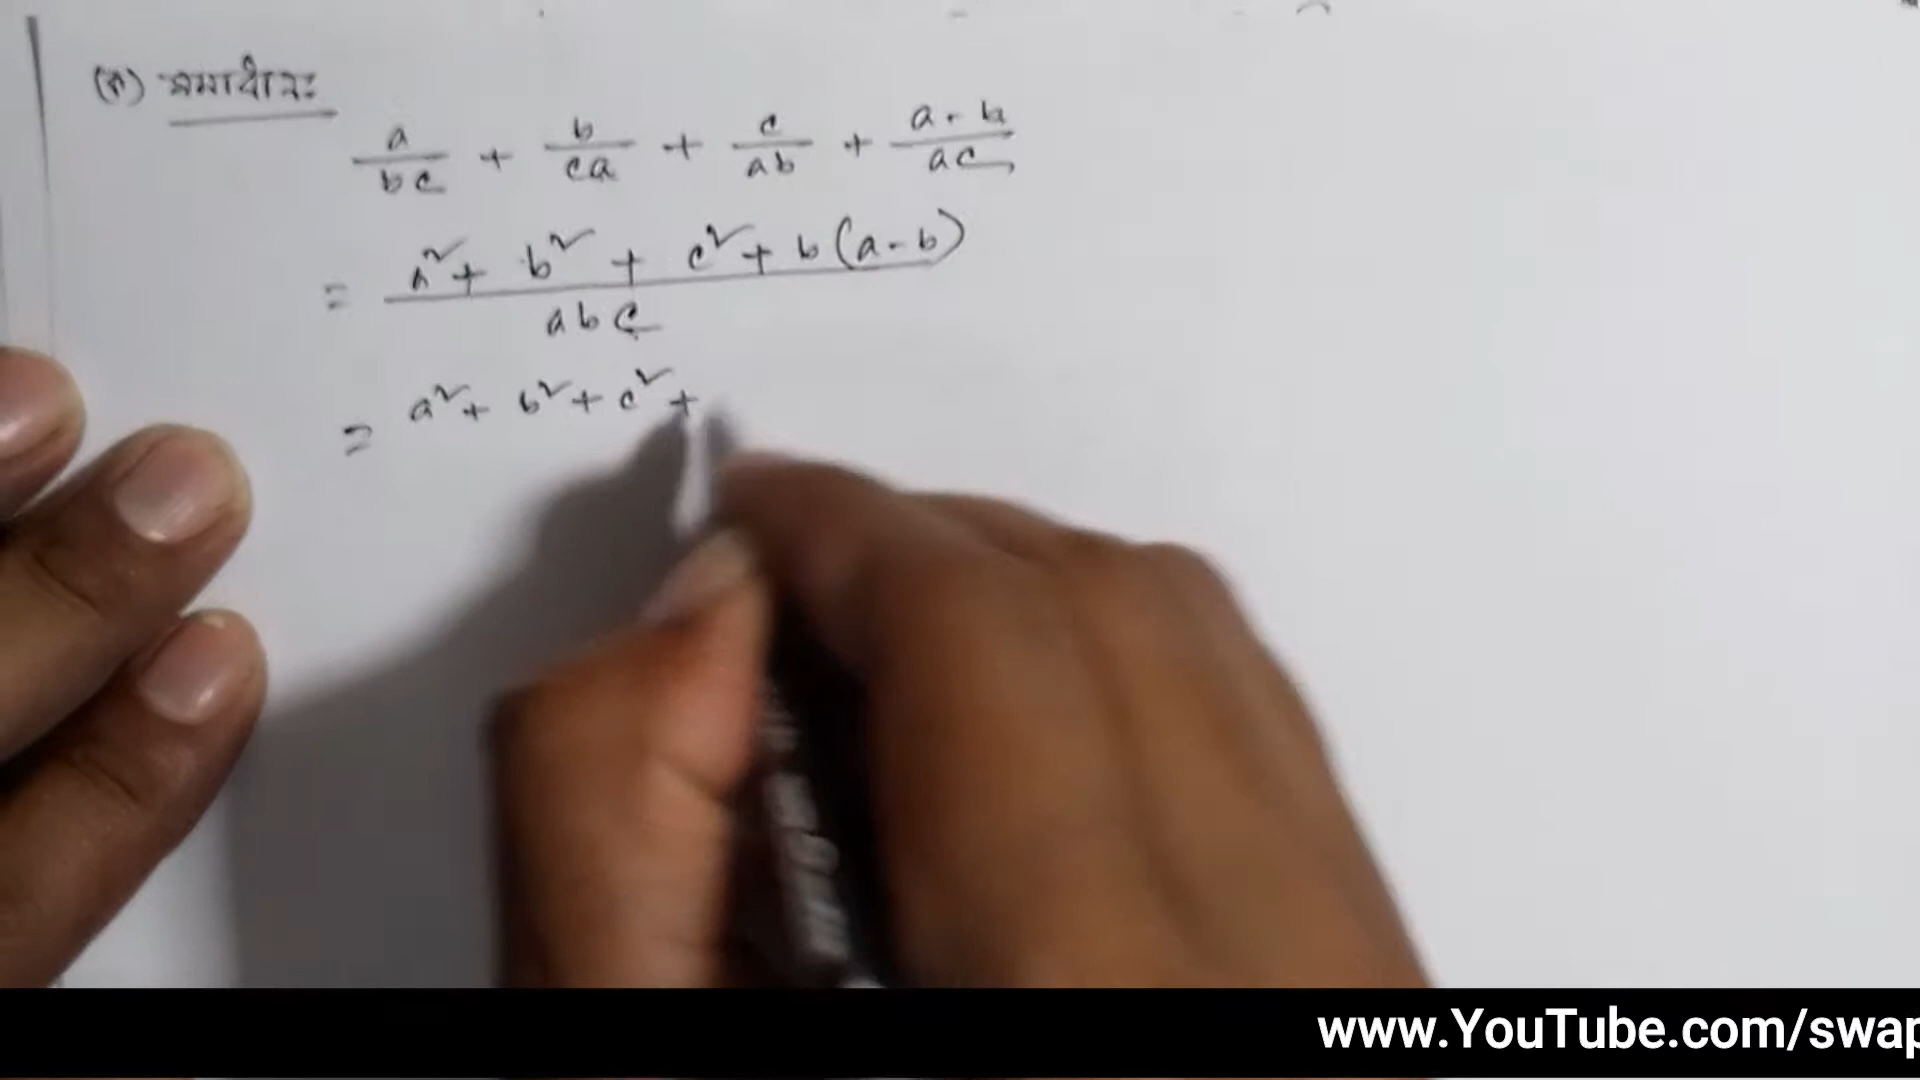 (ক) সমাধানঃ
a/bc + b/ca + c/ab + a-b/ac
= a² + b² + c² + b(a-b) / abc
= a² + b² + c² +
www.YouTube.com/swap